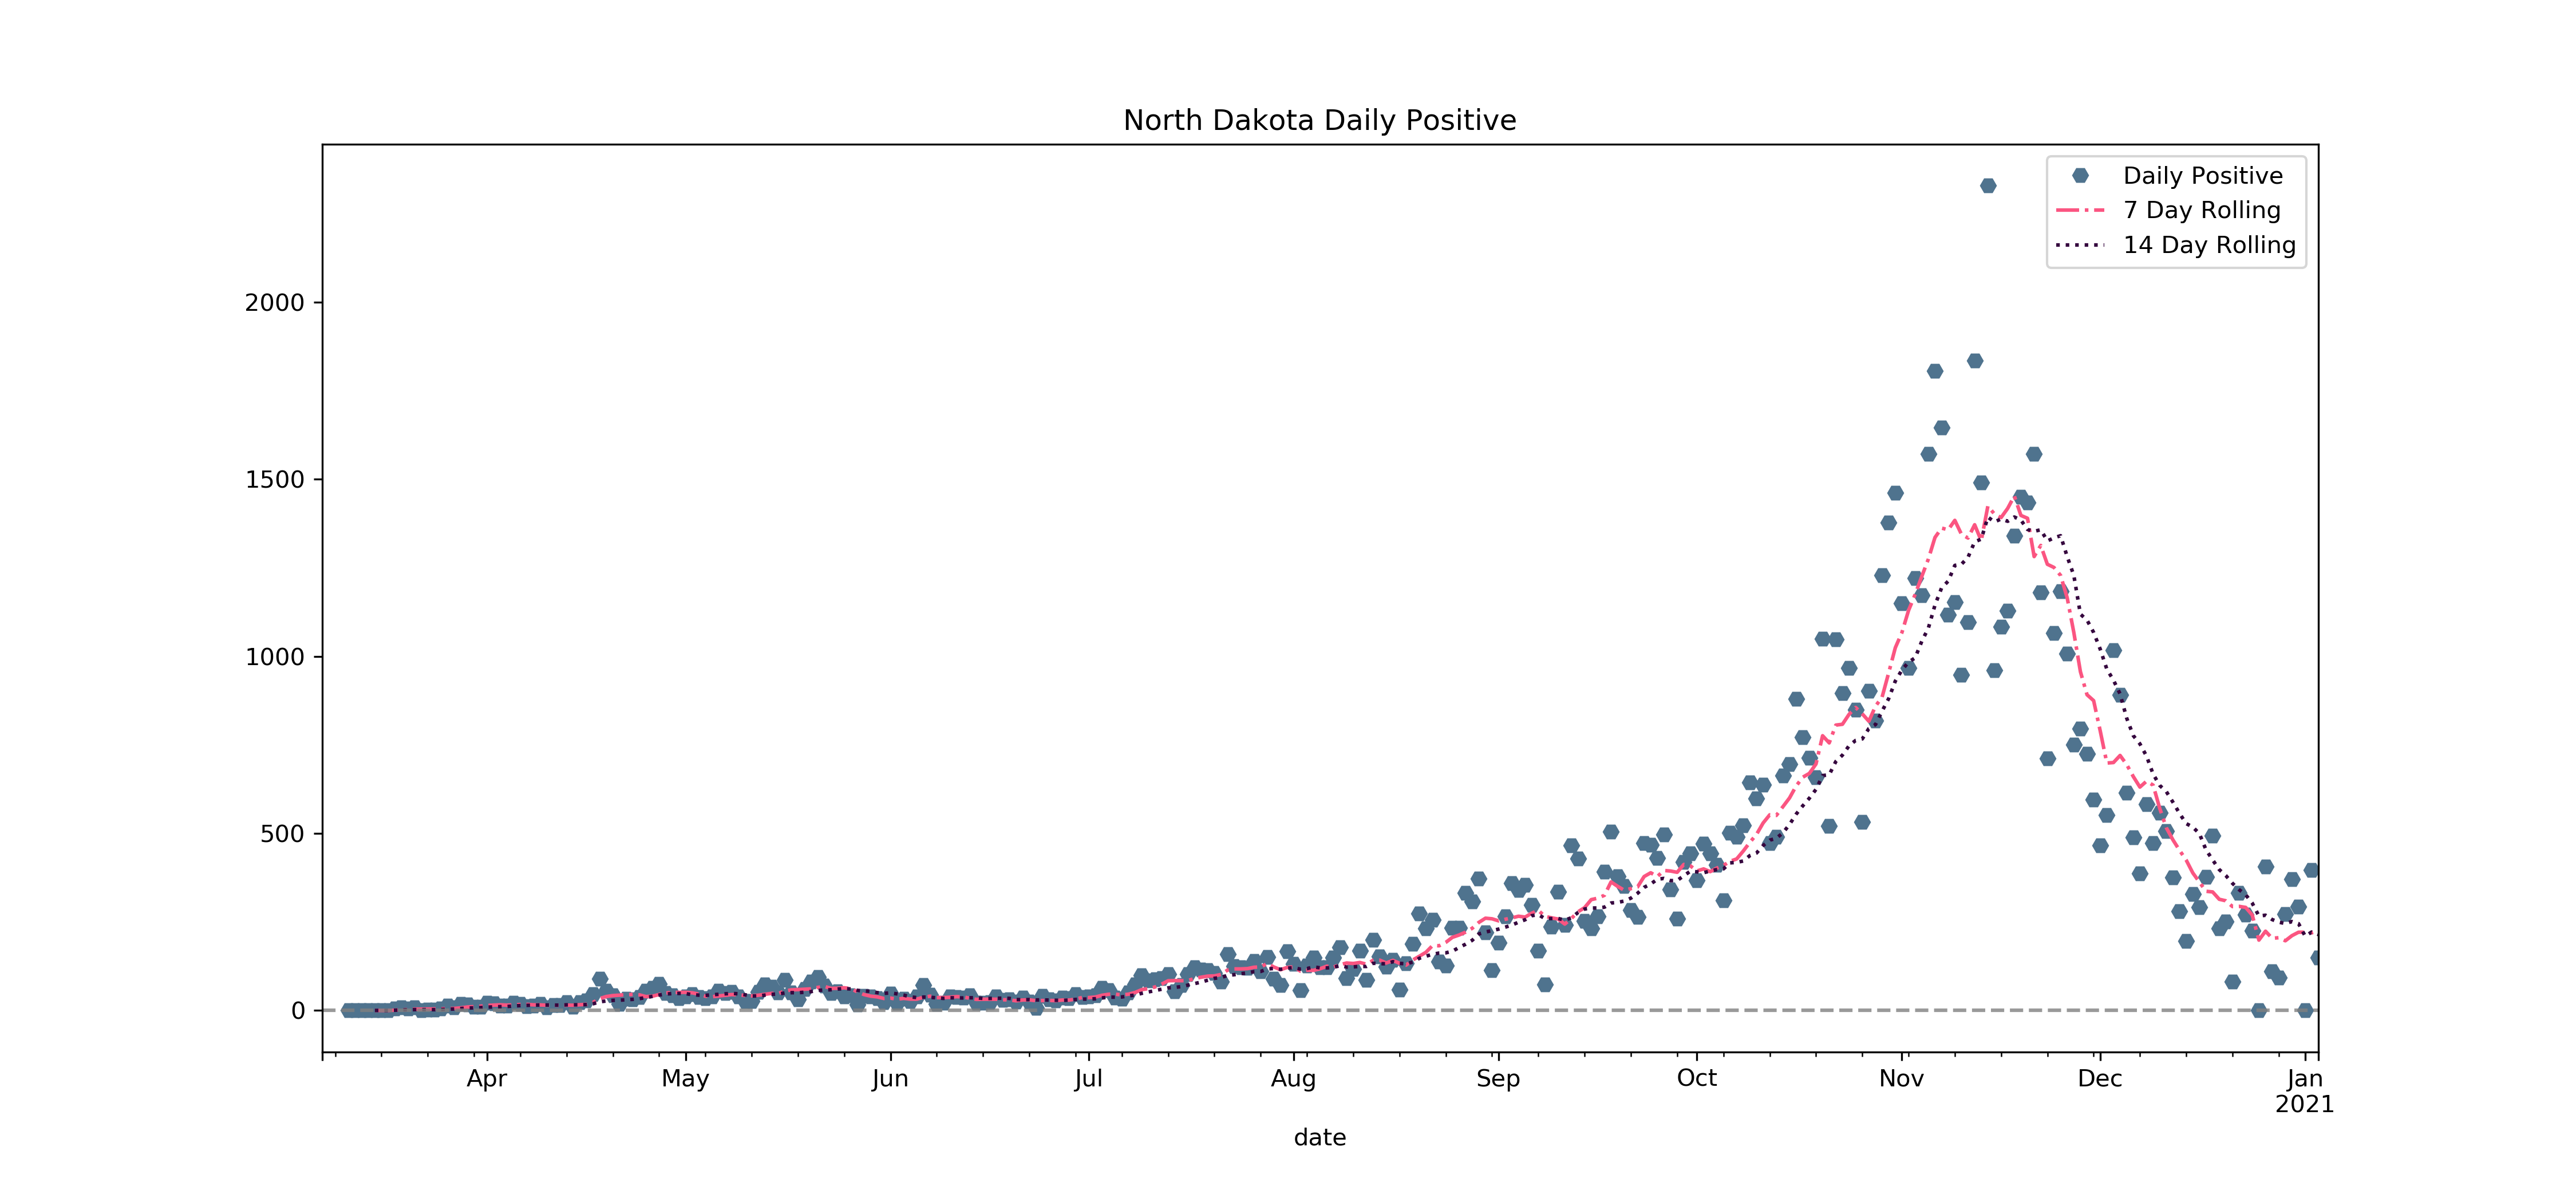 North Dakota Daily Positive
Daily Positive
7 Day Rolling
14 Day Rolling
2000
1500
1000
500
0
Apr May Jun Jul Aug Sep Oct Nov Dec Jan
2021
date